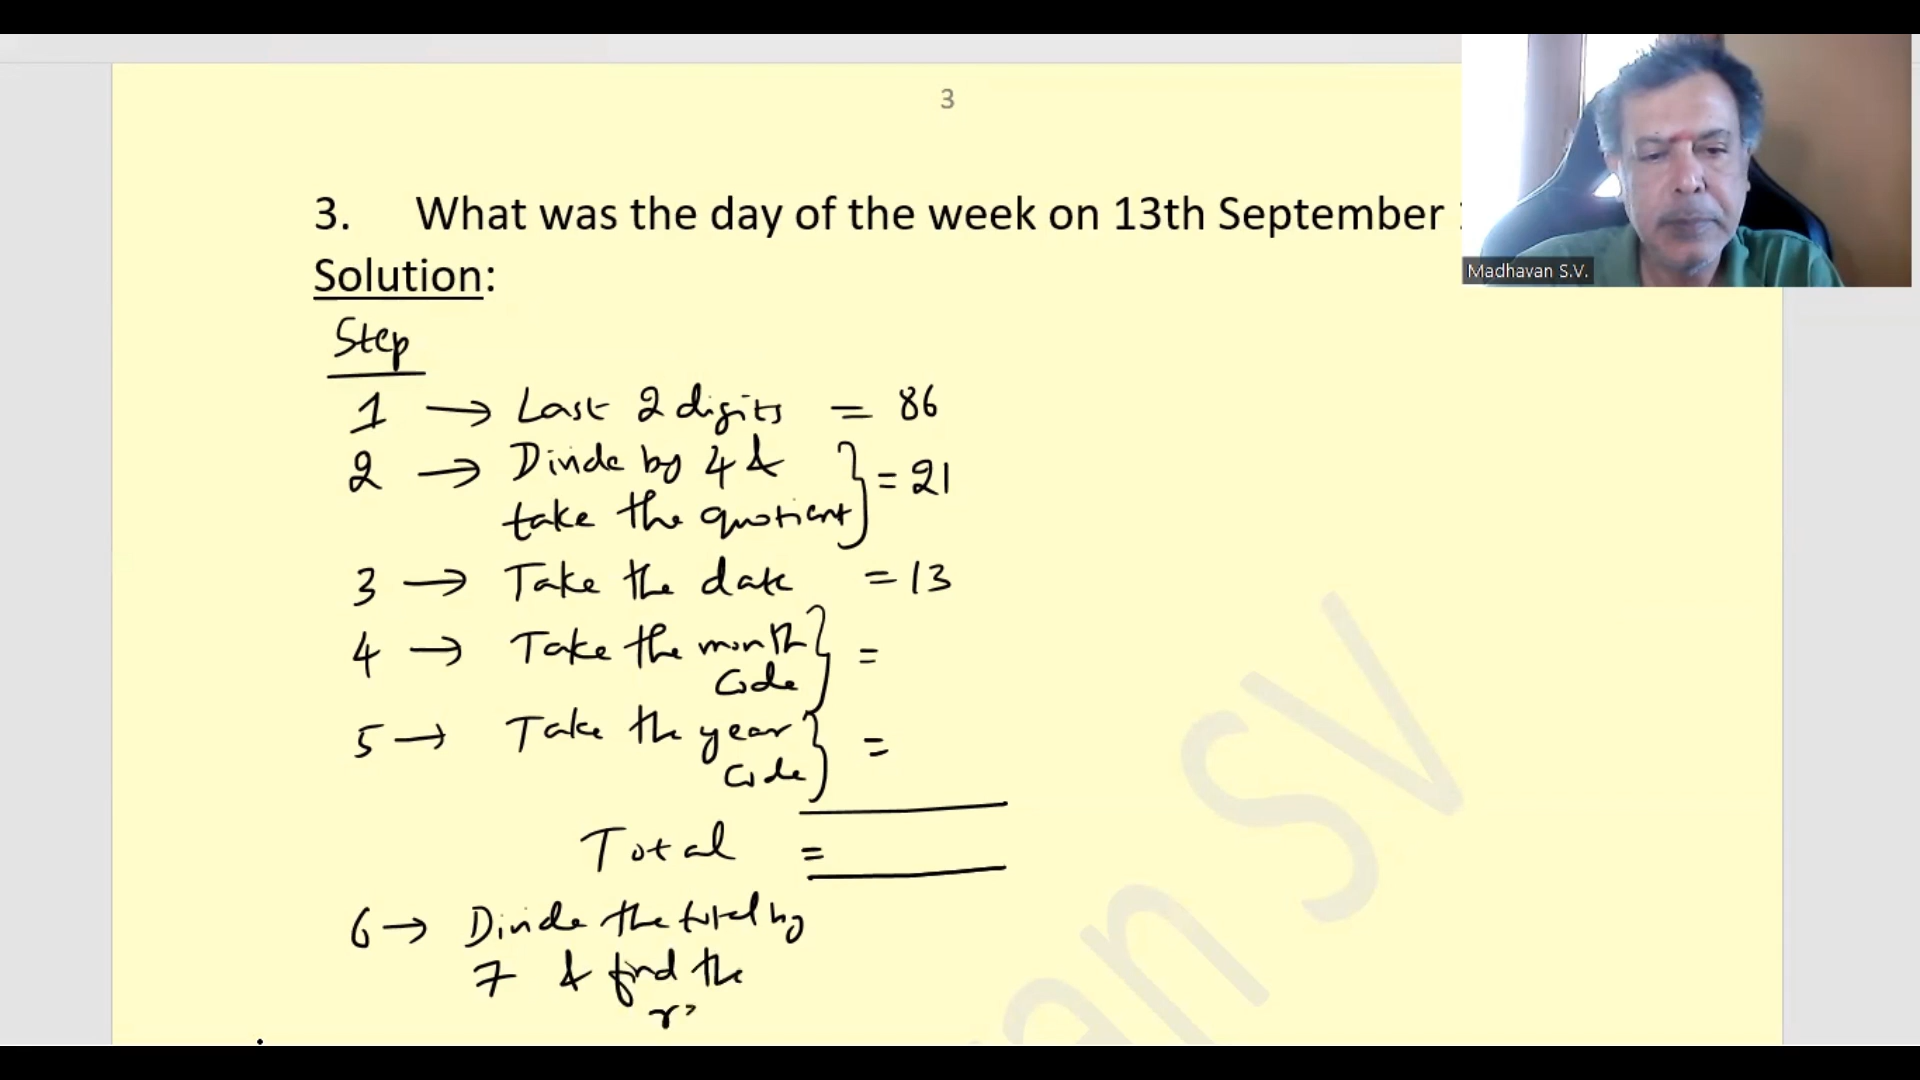 3
3. What was the day of the week on 13th September
Solution:
Madhavan S.V.
Step
1 → Last 2 digits = 86
2 → Divide by 4 &
take the quotient } = 21
3 → Take the date = 13
4 → Take the month
Code } =
5 → Take the year
Code } =
Total =
6 → Divide the total by
7 & find the
an SV